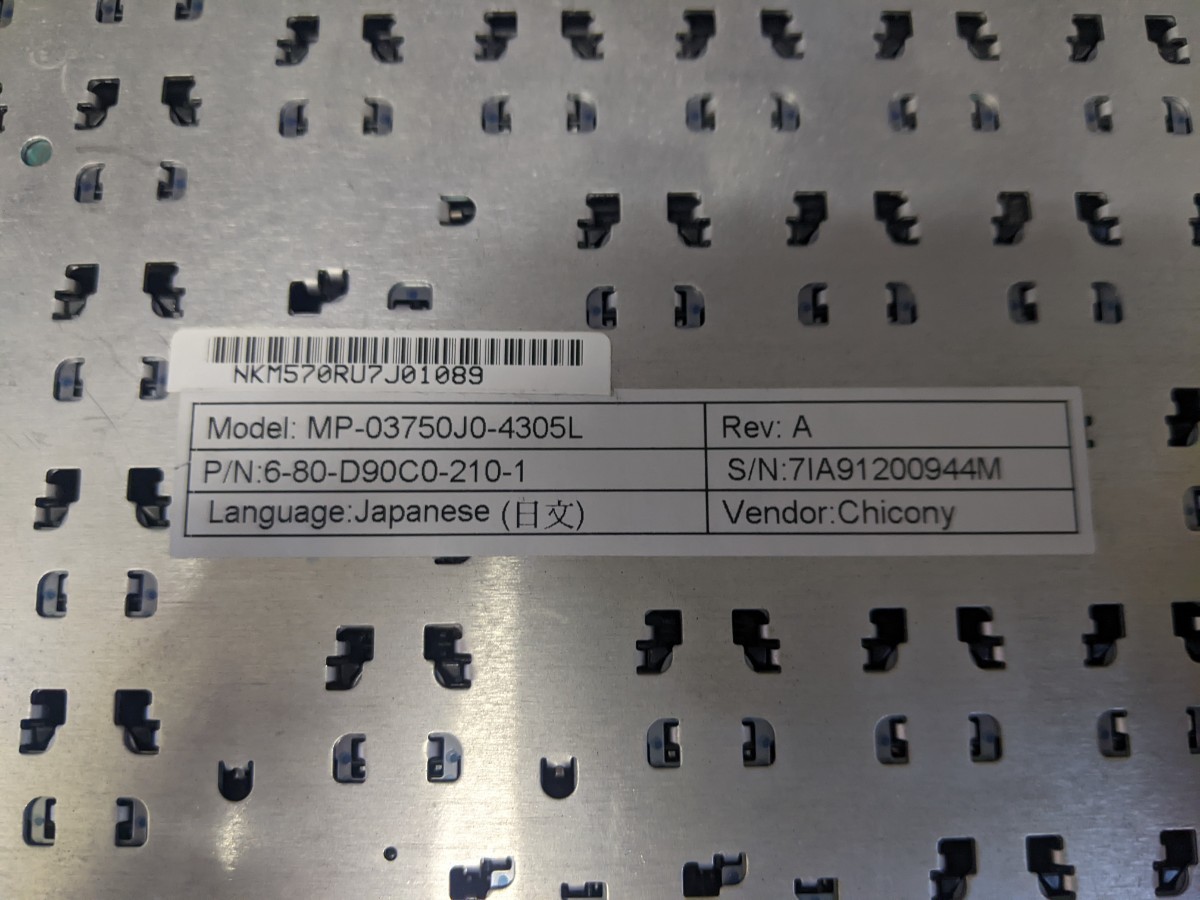 NKM570RU7J01089
Model: MP-03750J0-4305L Rev: A
P/N:6-80-D90C0-210-1 S/N:7IA91200944M
Language:Japanese (日文) Vendor:Chicony